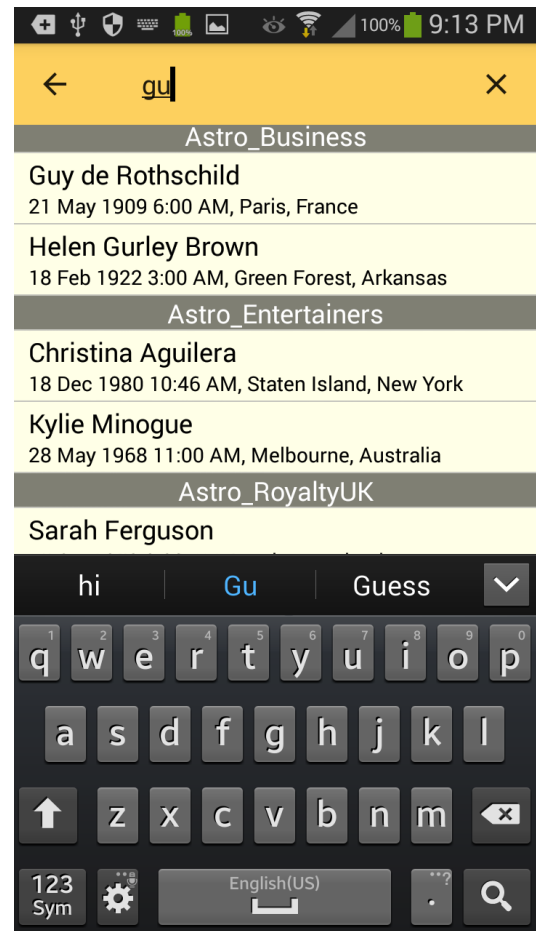 100% 9:13 PM
gu
Astro_Business
Guy de Rothschild
21 May 1909 6:00 AM, Paris, France
Helen Gurley Brown
18 Feb 1922 3:00 AM, Green Forest, Arkansas
Astro_Entertainers
Christina Aguilera
18 Dec 1980 10:46 AM, Staten Island, New York
Kylie Minogue
28 May 1968 11:00 AM, Melbourne, Australia
Astro_RoyaltyUK
Sarah Ferguson
hi Gu Guess
1 2 3 4 5 6 7 8 9 0
q w e r t y u i o p
a s d f g h j k l
z x c v b n m
123 Sym English(US) . ?